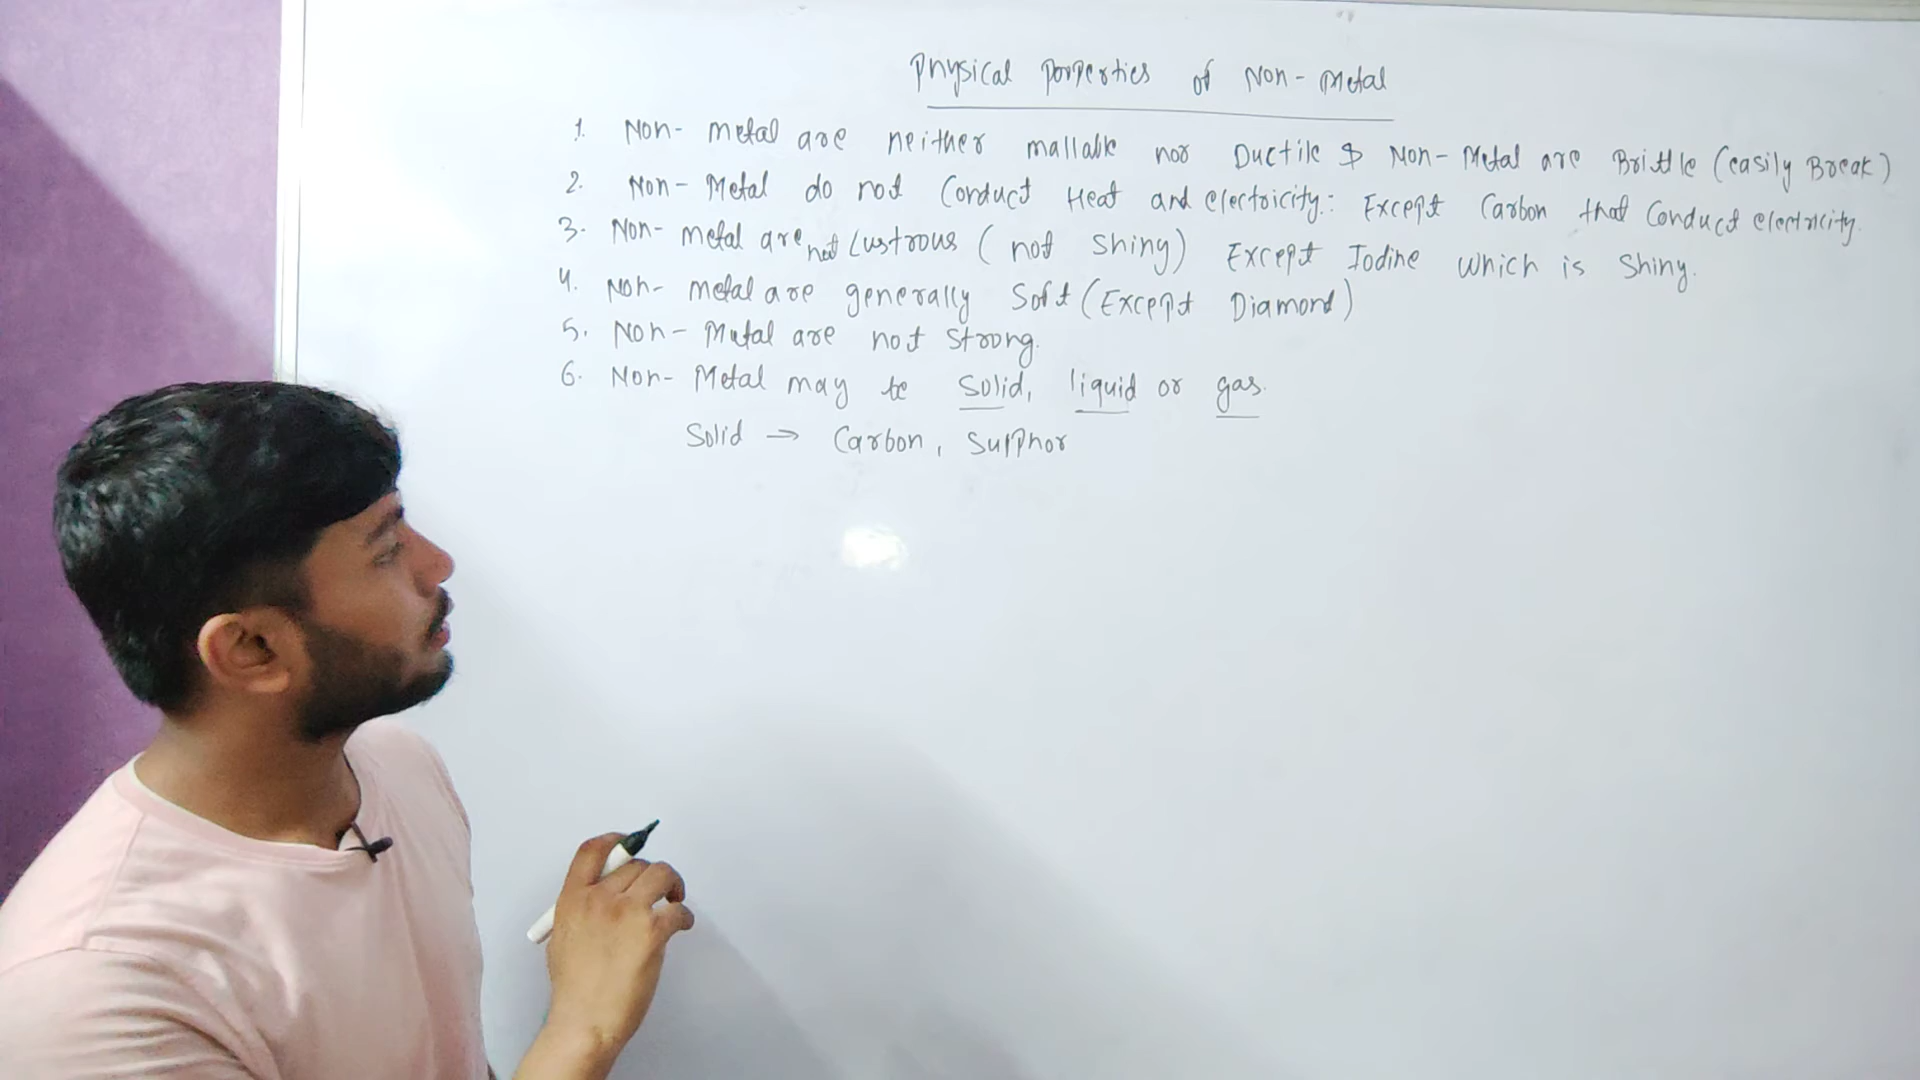 Physical Porperties of Non-Metal
1. Non-metal are neither mallable nor Ductile & Non-Metal are Brittle (easily Break)
2. Non-Metal do not Conduct Heat and electricity: Except Carbon that Conduct electricity.
3. Non-metal are not Lustrous (not Shiny) Except Iodine which is Shiny.
4. Non-metal are generally Soft (Except Diamond)
5. Non-Metal are not Strong.
6. Non-Metal may be Solid, liquid or gas.
Solid → Carbon, Sulphor